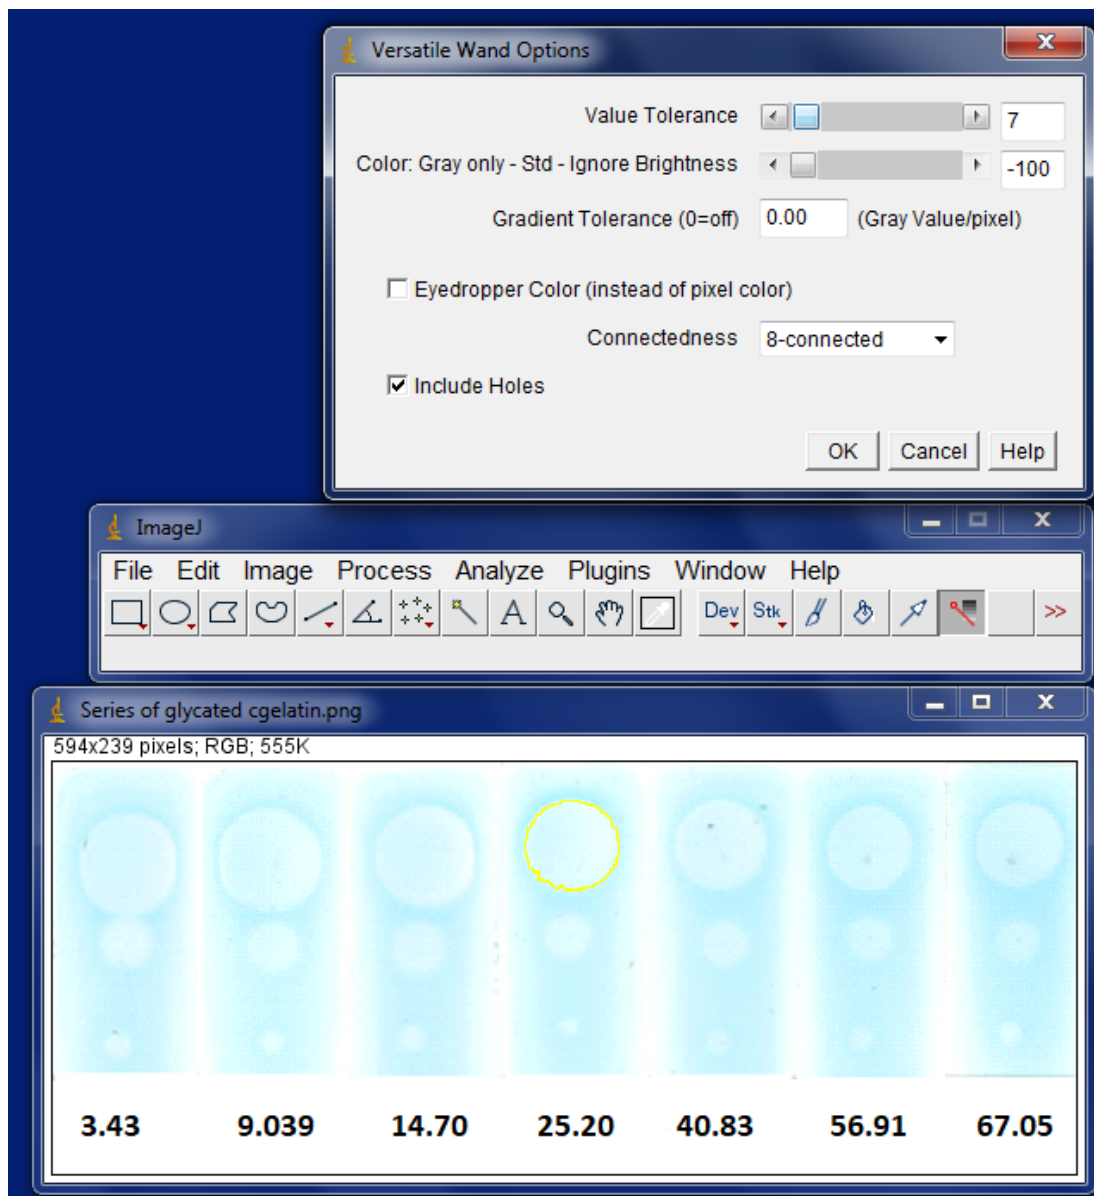 Versatile Wand Options
Value Tolerance 7
Color: Gray only - Std - Ignore Brightness -100
Gradient Tolerance (0=off) 0.00 (Gray Value/pixel)
Eyedropper Color (instead of pixel color)
Connectedness 8-connected
Include Holes
OK Cancel Help
ImageJ
File Edit Image Process Analyze Plugins Window Help
A Dev Stk >>
Series of glycated cgelatin.png
594x239 pixels; RGB; 555K
3.43 9.039 14.70 25.20 40.83 56.91 67.05